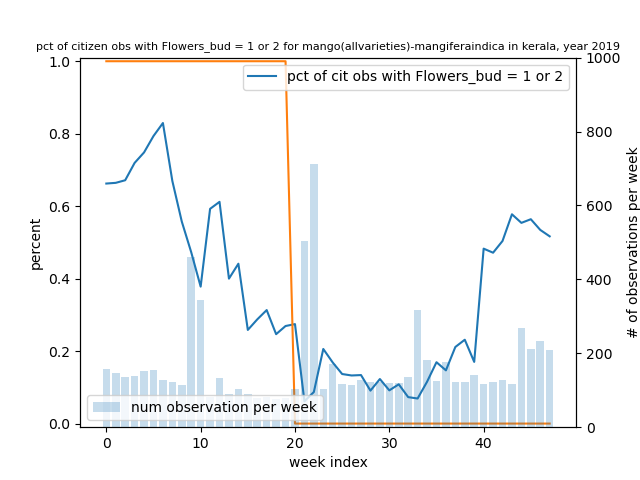 pct of citizen obs with Flowers_bud = 1 or 2 for mango(allvarieties)-mangiferaindica in kerala, year 2019
pct of cit obs with Flowers_bud = 1 or 2
1.0
0.8
0.6
0.4
0.2
0.0
percent
1000
800
600
400
200
0
# of observations per week
num observation per week
0 10 20 30 40
week index